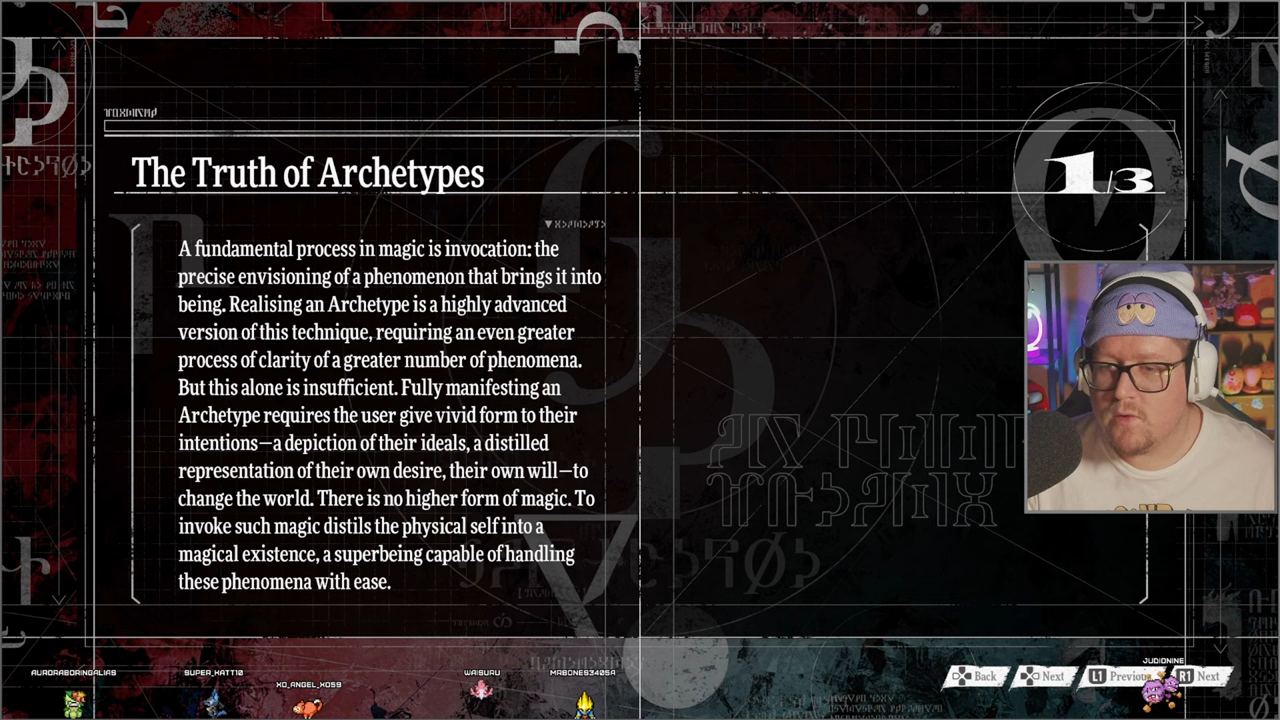 The Truth of Archetypes
1/3
A fundamental process in magic is invocation: the
precise envisioning of a phenomenon that brings it into
being. Realising an Archetype is a highly advanced
version of this technique, requiring an even greater
process of clarity of a greater number of phenomena.
But this alone is insufficient. Fully manifesting an
Archetype requires the user give vivid form to their
intentions—a depiction of their ideals, a distilled
representation of their own desire, their own will—to
change the world. There is no higher form of magic. To
invoke such magic distils the physical self into a
magical existence, a superbeing capable of handling
these phenomena with ease.
AURORABORINGALIAS
SUPER_KATT10
XO_ANGEL_XO59
WAISURU
MABONES3405A
JUDIONINE
Back
Next
L1 Previous
R1 Next